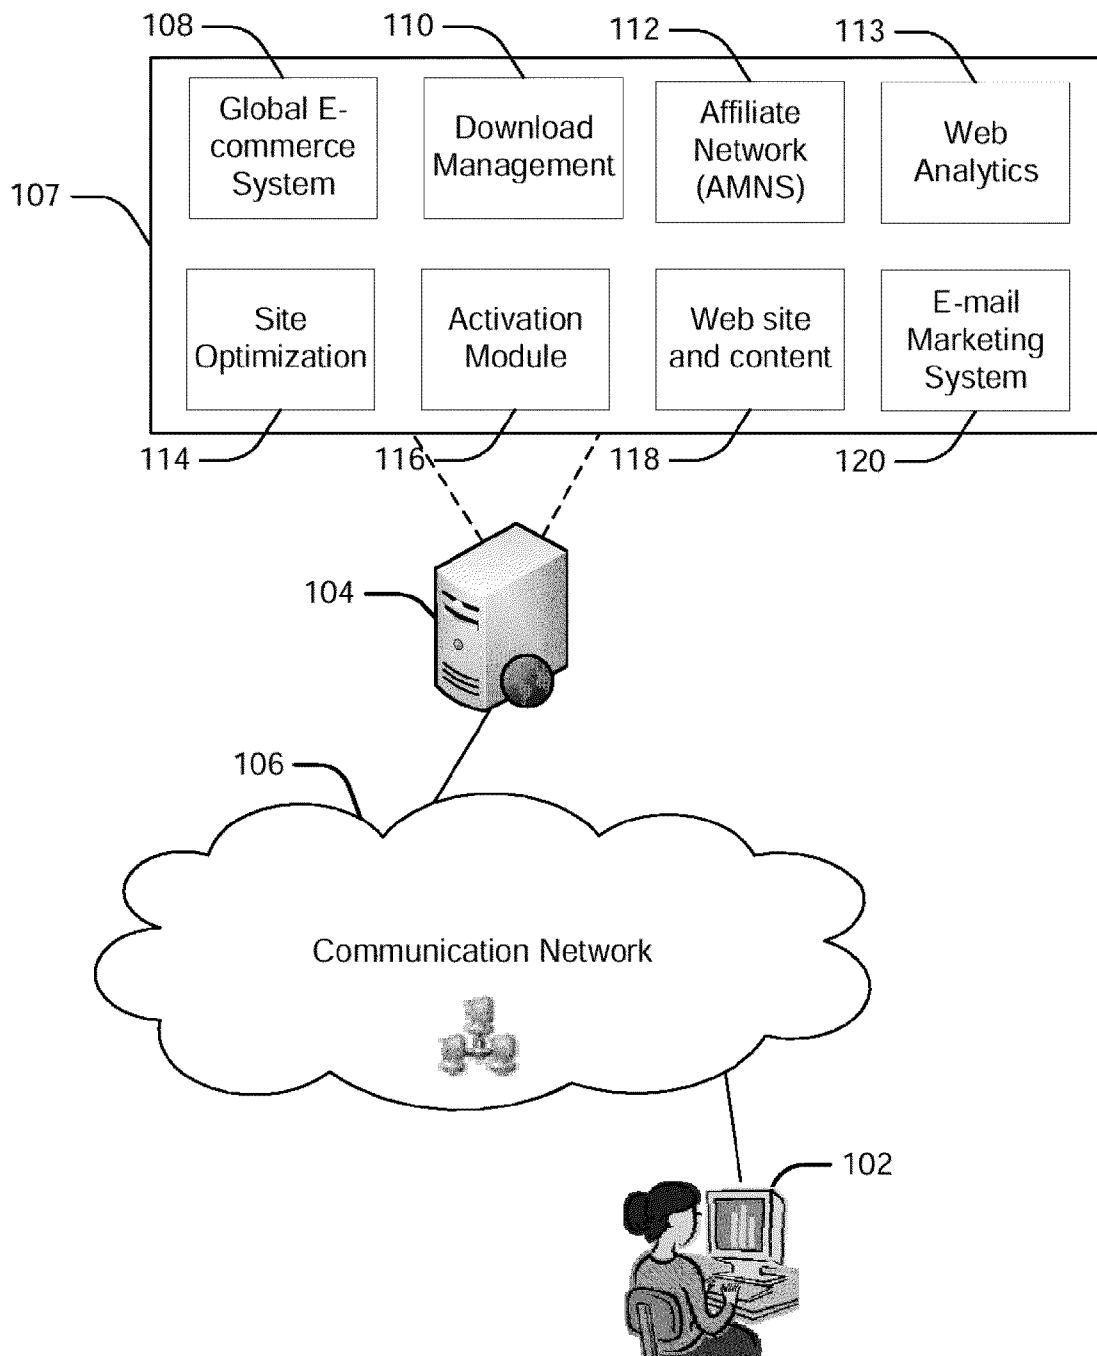 108
110
112
113
Global E-
commerce
System
Download
Management
Affiliate
Network
(AMNS)
Web
Analytics
107
Site
Optimization
Activation
Module
Web site
and content
E-mail
Marketing
System
114
116
118
120
104
106
Communication Network
102